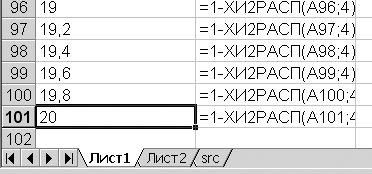 96 19 =1-ХИ2РАСП(A96;4)
97 19,2 =1-ХИ2РАСП(A97;4)
98 19,4 =1-ХИ2РАСП(A98;4)
99 19,6 =1-ХИ2РАСП(A99;4)
100 19,8 =1-ХИ2РАСП(A100;4
101 20 =1-ХИ2РАСП(A101;4
102
Лист1 Лист2 src